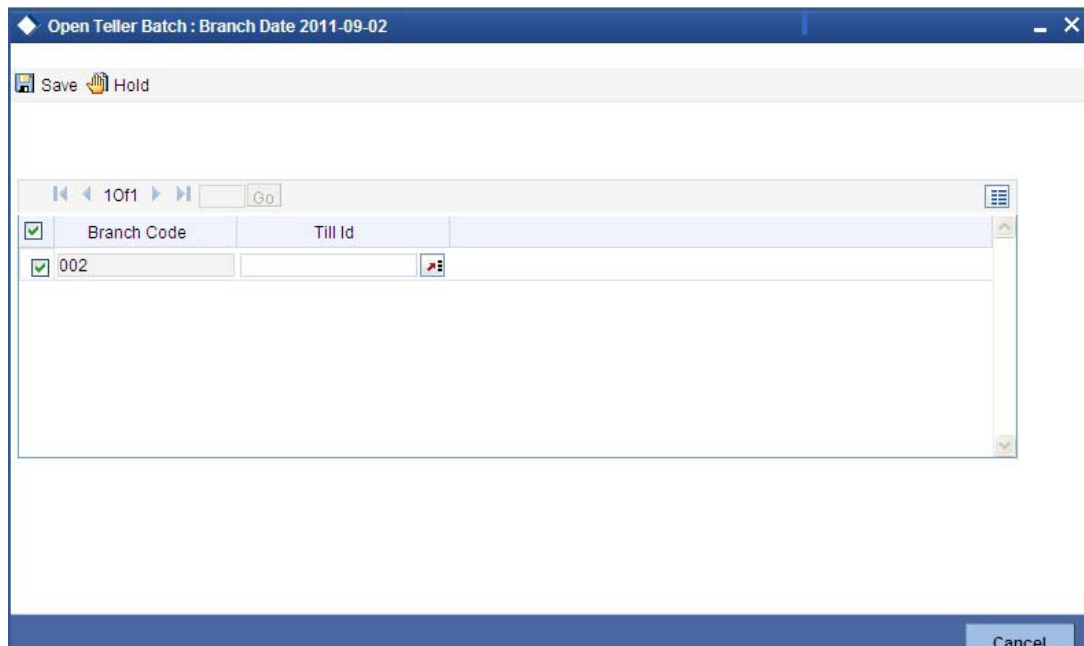 Open Teller Batch : Branch Date 2011-09-02
Save Hold
1Of1 Go
Branch Code Till Id
002
Cancel